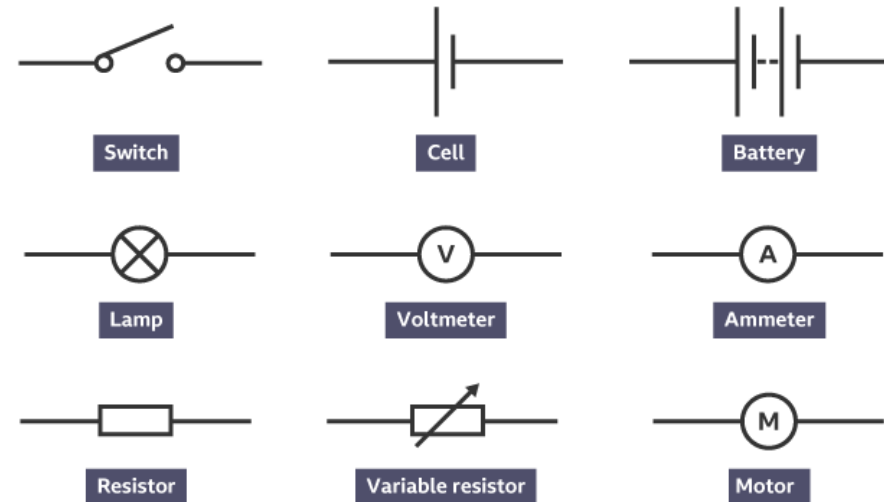 Switch
Cell
Battery
Lamp
V
Voltmeter
A
Ammeter
Resistor
Variable resistor
M
Motor